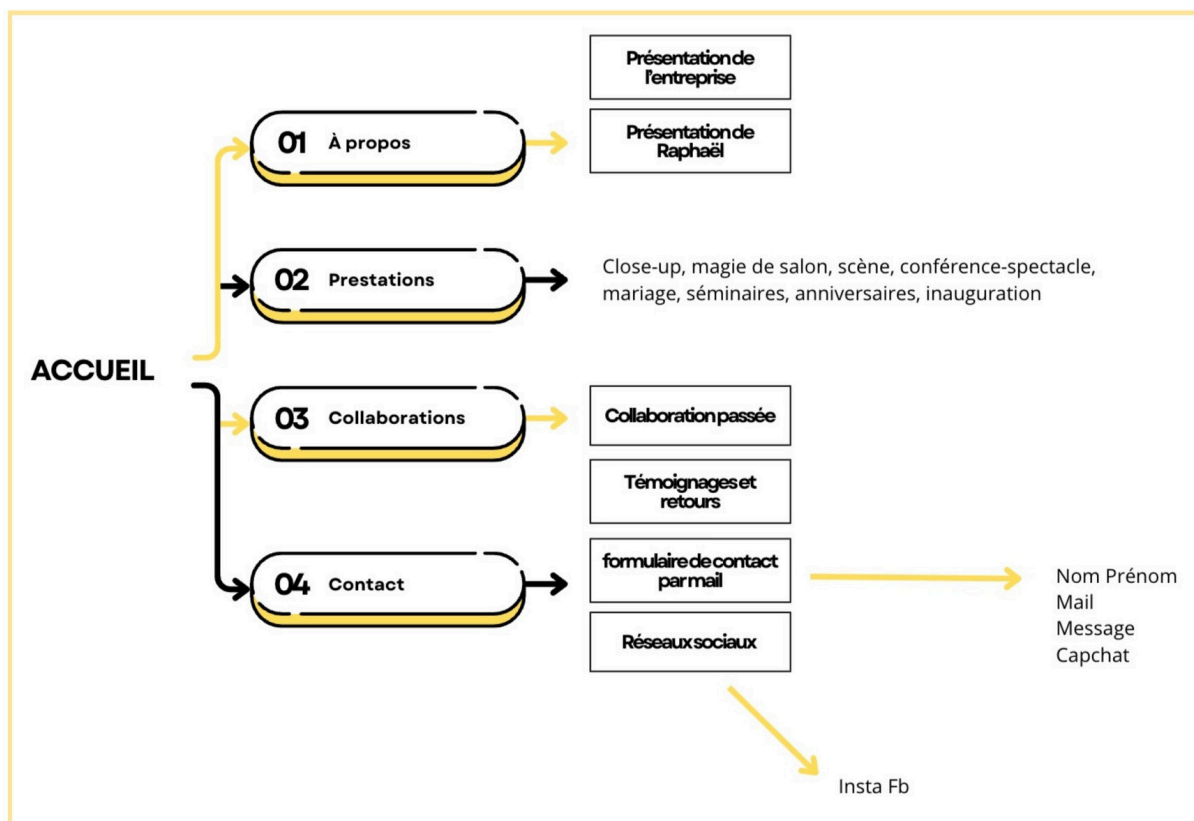 Présentation de
l'entreprise
01 À propos
Présentation de
Raphaël
02 Prestations
Close-up, magie de salon, scène, conférence-spectacle,
mariage, séminaires, anniversaires, inauguration
ACCUEIL
03 Collaborations
Collaboration passée
Témoignages et
retours
04 Contact
formulaire de contact
par mail
Nom Prénom
Mail
Message
Capchat
Réseaux sociaux
Insta Fb